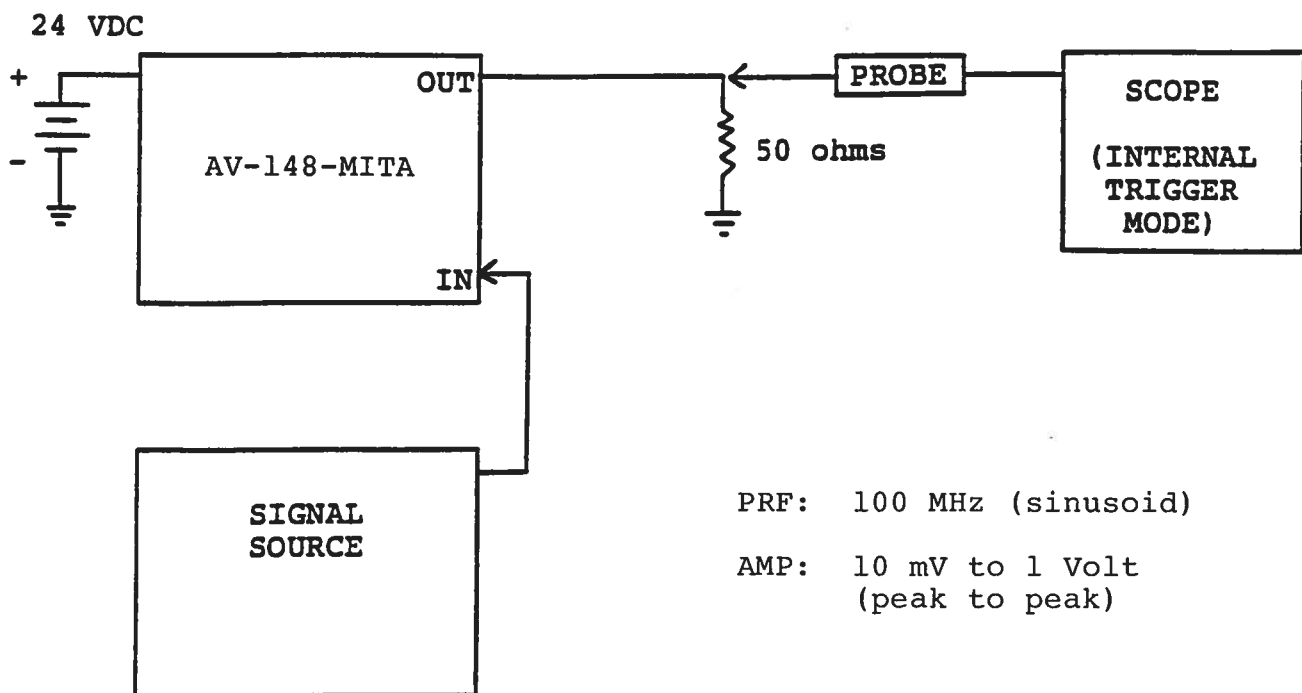 24 VDC
+
-
OUT
AV-148-MITA
IN
PROBE
50 ohms
SCOPE
(INTERNAL
TRIGGER
MODE)
SIGNAL
SOURCE
PRF: 100 MHz (sinusoid)
AMP: 10 mV to 1 Volt
(peak to peak)